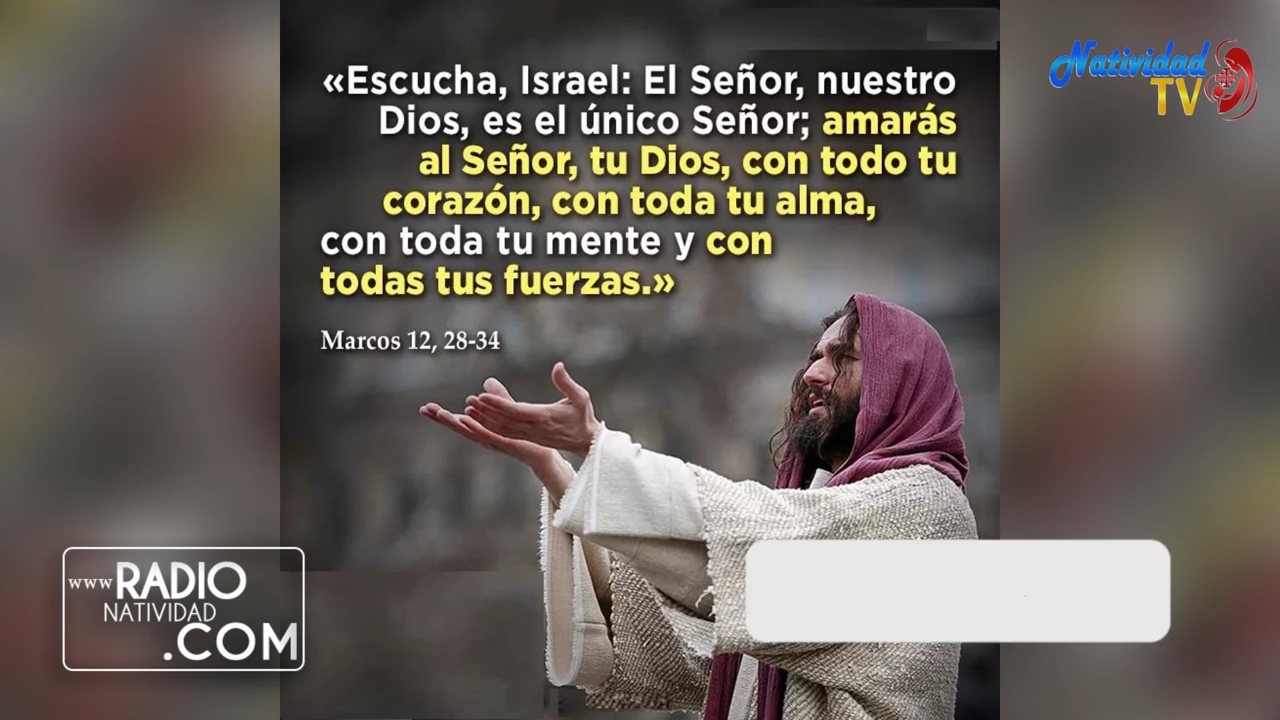 «Escucha, Israel: El Señor, nuestro
Dios, es el único Señor; amarás
al Señor, tu Dios, con todo tu
corazón, con toda tu alma,
con toda tu mente y con
todas tus fuerzas.»
Marcos 12, 28-34
Natividad
TV
www RADIO
NATIVIDAD
.COM